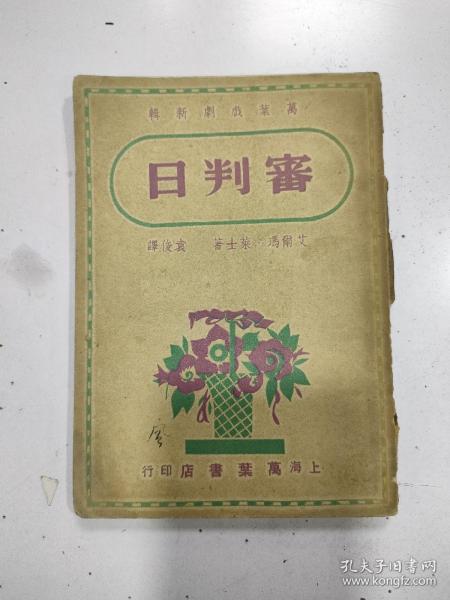 萬葉戲劇新輯
審判日
艾爾瑪·萊士著 袁俊譯
上海萬葉書店印行
孔夫子旧书网
www.kongfz.com